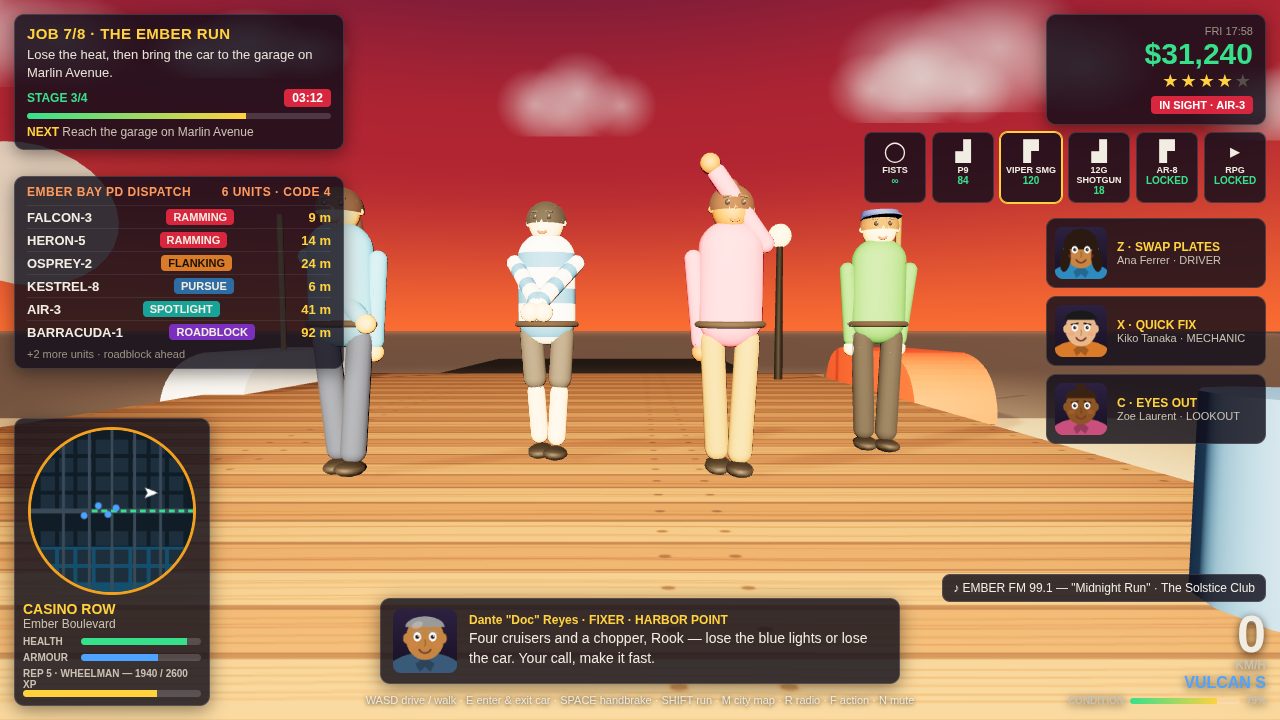 JOB 7/8 · THE EMBER RUN
Lose the heat, then bring the car to the garage on
Marlin Avenue.
STAGE 3/4 03:12
NEXT Reach the garage on Marlin Avenue
EMBER BAY PD DISPATCH 6 UNITS · CODE 4
FALCON-3 RAMMING 9 m
HERON-5 RAMMING 14 m
OSPREY-2 FLANKING 24 m
KESTREL-8 PURSUE 6 m
AIR-3 SPOTLIGHT 41 m
BARRACUDA-1 ROADBLOCK 92 m
+2 more units · roadblock ahead
CASINO ROW
Ember Boulevard
HEALTH
ARMOUR
REP 5 · WHEELMAN — 1940 / 2600
XP
FRI 17:58
$31,240
★★★★★
IN SIGHT · AIR-3
FISTS
∞
P9
84
VIPER SMG
120
12G
SHOTGUN
18
AR-8
LOCKED
RPG
LOCKED
Z · SWAP PLATES
Ana Ferrer · DRIVER
X · QUICK FIX
Kiko Tanaka · MECHANIC
C · EYES OUT
Zoe Laurent · LOOKOUT
♪ EMBER FM 99.1 — "Midnight Run" · The Solstice Club
Dante "Doc" Reyes · FIXER · HARBOR POINT
Four cruisers and a chopper, Rook — lose the blue lights or lose
the car. Your call, make it fast.
0
KM/H
VULCAN S
CONDITION
WASD drive / walk · E enter & exit car · SPACE handbrake · SHIFT run · M city map · R radio · F action · N mute